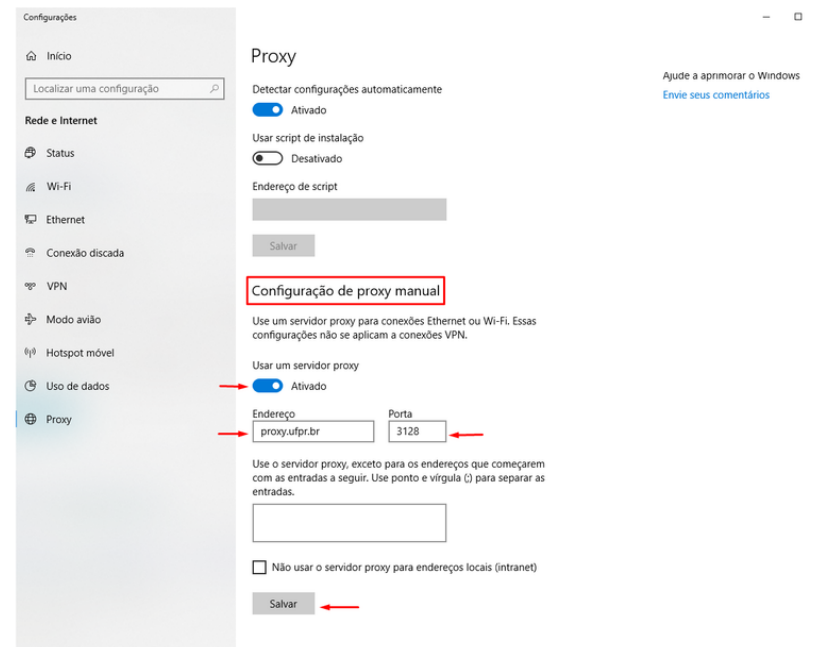 Configurações
Início
Localizar uma configuração
Rede e Internet
Status
Wi-Fi
Ethernet
Conexão discada
VPN
Modo avião
Hotspot móvel
Uso de dados
Proxy
Proxy
Detectar configurações automaticamente
Ativado
Usar script de instalação
Desativado
Endereço de script
Salvar
Configuração de proxy manual
Use um servidor proxy para conexões Ethernet ou Wi-Fi. Essas
configurações não se aplicam a conexões VPN.
Usar um servidor proxy
Ativado
Endereço Porta
proxy.ufpr.br 3128
Use o servidor proxy, exceto para os endereços que começarem
com as entradas a seguir. Use ponto e vírgula (;) para separar as
entradas.
Não usar o servidor proxy para endereços locais (intranet)
Salvar
Ajude a aprimorar o Windows
Envie seus comentários